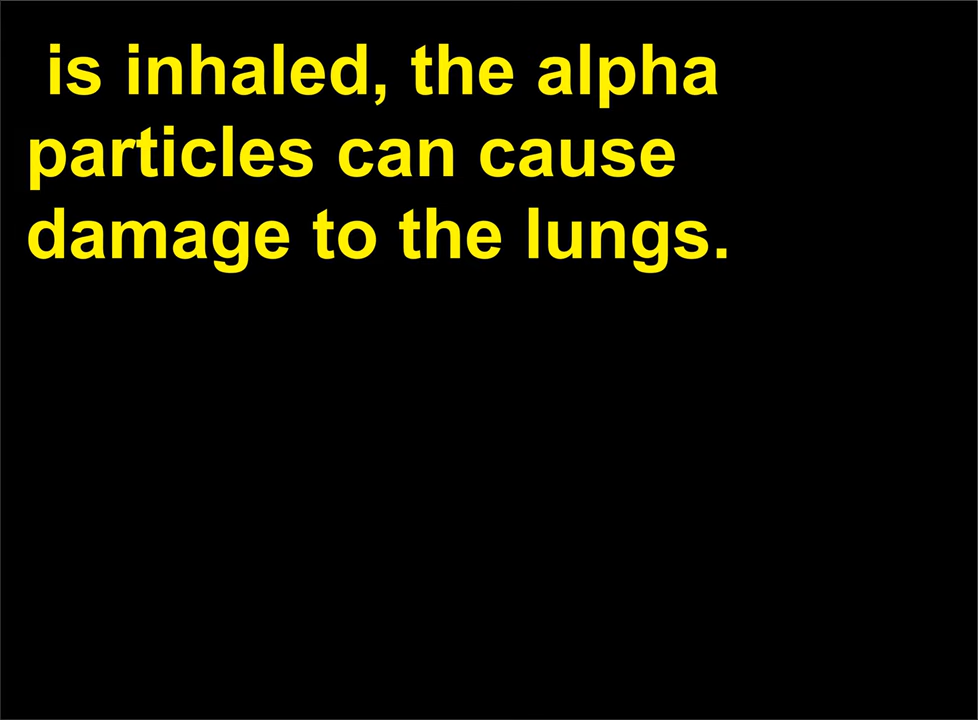 is inhaled, the alpha
particles can cause
damage to the lungs.